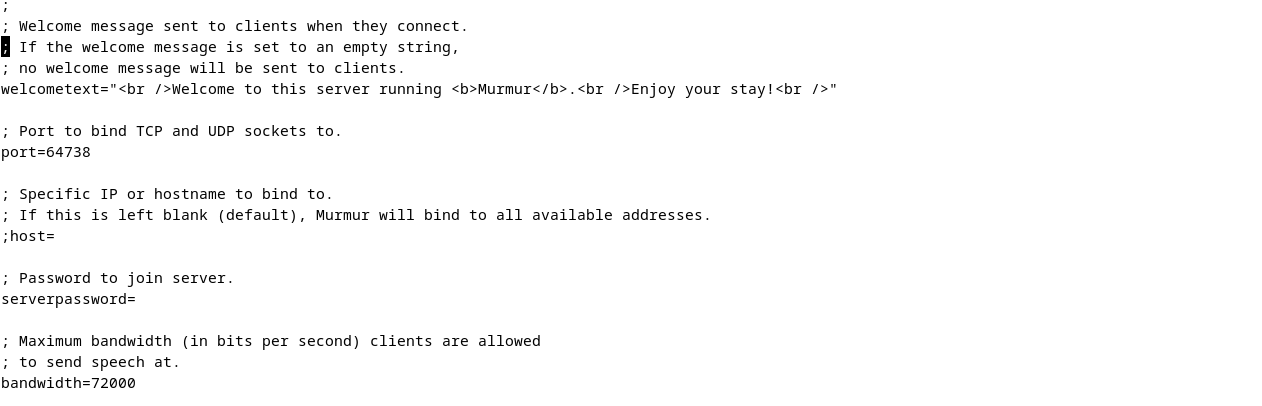 ;
; Welcome message sent to clients when they connect.
; If the welcome message is set to an empty string,
; no welcome message will be sent to clients.
welcometext="<br />Welcome to this server running <b>Murmur</b>.<br />Enjoy your stay!<br />"

; Port to bind TCP and UDP sockets to.
port=64738

; Specific IP or hostname to bind to.
; If this is left blank (default), Murmur will bind to all available addresses.
;host=

; Password to join server.
serverpassword=

; Maximum bandwidth (in bits per second) clients are allowed
; to send speech at.
bandwidth=72000